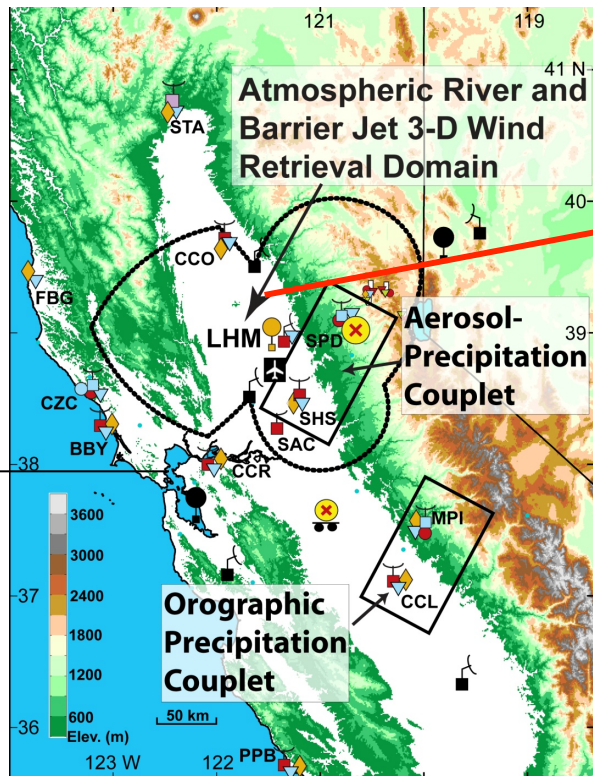 121
119
41 N
Atmospheric River and
Barrier Jet 3-D Wind
Retrieval Domain
STA
40
CCO
FBG
LHM
SPD
39
Aerosol-
Precipitation
Couplet
CZC
SHS
BBY
SAC
CCR
38
3600
3000
2400
1800
1200
600
Elev. (m)
MPI
37
CCL
Orographic
Precipitation
Couplet
36
50 km
PPB
123 W
122